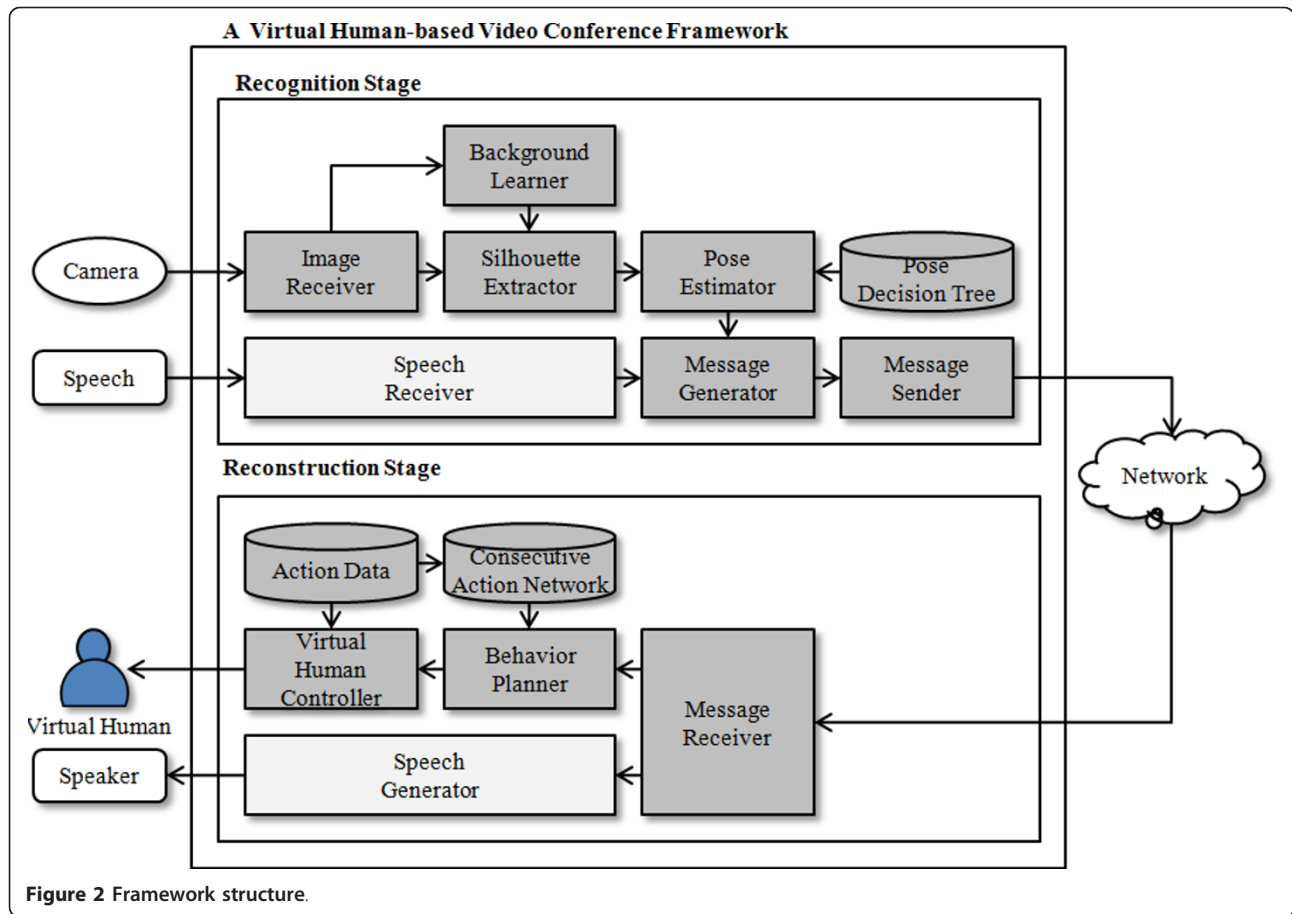 A Virtual Human-based Video Conference Framework
Recognition Stage
Background
Learner
Camera
Image
Receiver
Silhouette
Extractor
Pose
Estimator
Pose
Decision Tree
Speech
Speech
Receiver
Message
Generator
Message
Sender
Network
Reconstruction Stage
Action Data
Consecutive
Action Network
Virtual
Human
Controller
Behavior
Planner
Message
Receiver
Virtual Human
Speaker
Speech
Generator
Figure 2 Framework structure.